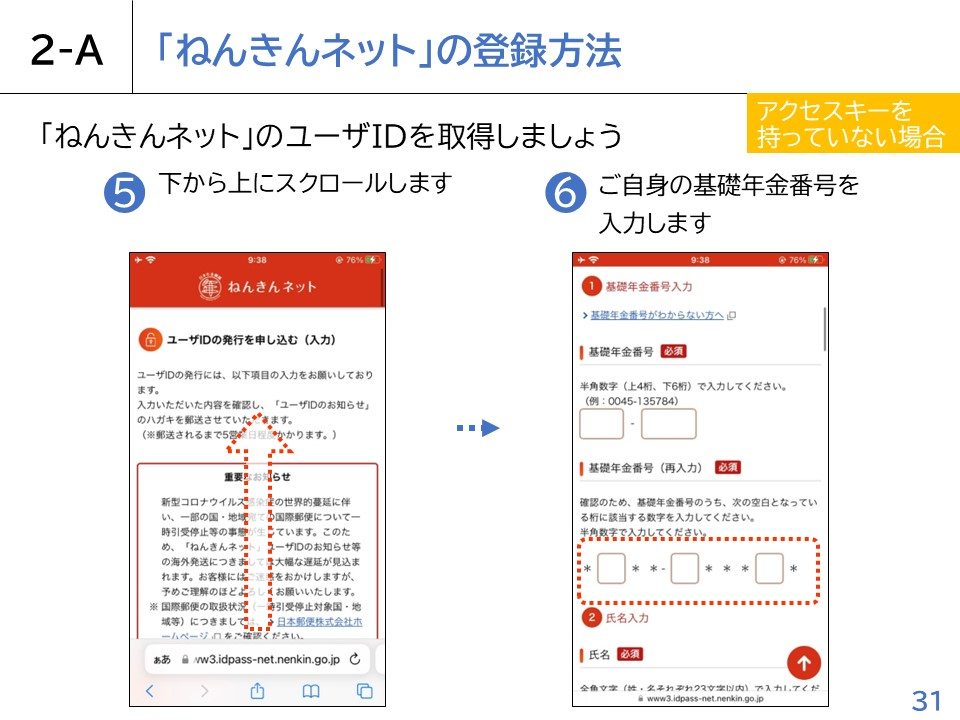 2-A
「ねんきんネット」の登録方法
アクセスキーを
持っていない場合
「ねんきんネット」のユーザIDを取得しましょう
5 下から上にスクロールします
6 ご自身の基礎年金番号を
入力します
9:38
76%
ねんきんネット
ユーザIDの発行を申し込む（入力）
ユーザIDの発行には、以下項目の入力をお願いしており
ます。
入力いただいた内容を確認し、「ユーザIDのお知らせ」
のハガキを郵送させていただきます。
（※郵送されるまで5営業日程度かかります。）
重要なお知らせ
新型コロナウイルス感染症の世界的蔓延に伴
い、一部の国・地域宛ての国際郵便について一
時引受停止等の事態が生じています。このた
め、「ねんきんネット」ユーザIDのお知らせ等
の海外発送につきましては大幅な遅延が見込ま
れます。お客様にはご迷惑をおかけしますが、
予めご理解のほどよろしくお願いいたします。
※ 国際郵便の取扱状況（一時引受停止対象国・地
域等）につきましては、 日本郵便株式会社ホ
ームページ をご確認ください。
ぁあ ww3.idpass-net.nenkin.go.jp
9:38
76%
1 基礎年金番号入力
基礎年金番号がわからない方へ
基礎年金番号 必須
半角数字（上4桁、下6桁）で入力してください。
（例：0045-135784）
-
基礎年金番号（再入力） 必須
確認のため、基礎年金番号のうち、次の空白となってい
る桁に該当する数字を入力してください。
半角数字で入力してください。
* * *- * * * *
2 氏名入力
氏名 必須
全角文字（姓・名それぞれ23文字以内）で入力してくだ
www3.idpass-net.nenkin.go.jp
31